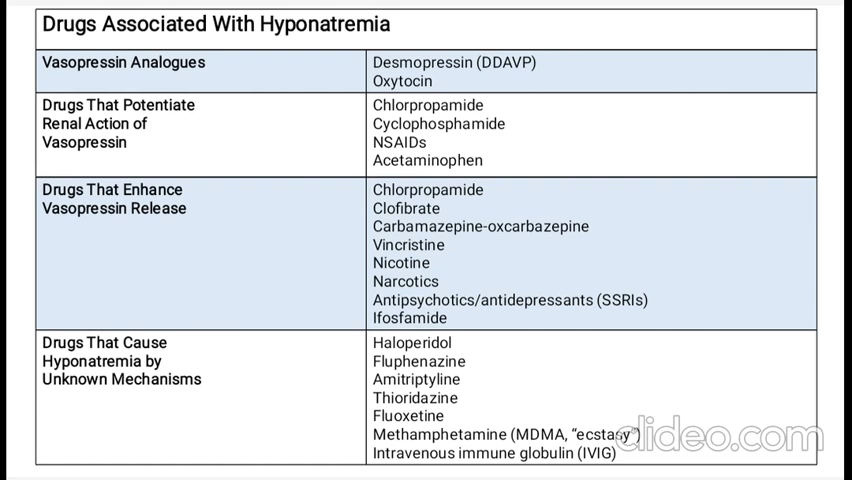 Drugs Associated With Hyponatremia
Vasopressin Analogues
Desmopressin (DDAVP)
Oxytocin
Drugs That Potentiate
Renal Action of
Vasopressin
Chlorpropamide
Cyclophosphamide
NSAIDs
Acetaminophen
Drugs That Enhance
Vasopressin Release
Chlorpropamide
Clofibrate
Carbamazepine-oxcarbazepine
Vincristine
Nicotine
Narcotics
Antipsychotics/antidepressants (SSRIs)
Ifosfamide
Drugs That Cause
Hyponatremia by
Unknown Mechanisms
Haloperidol
Fluphenazine
Amitriptyline
Thioridazine
Fluoxetine
Methamphetamine (MDMA, “ecstasy”)
Intravenous immune globulin (IVIG)
clideo.com